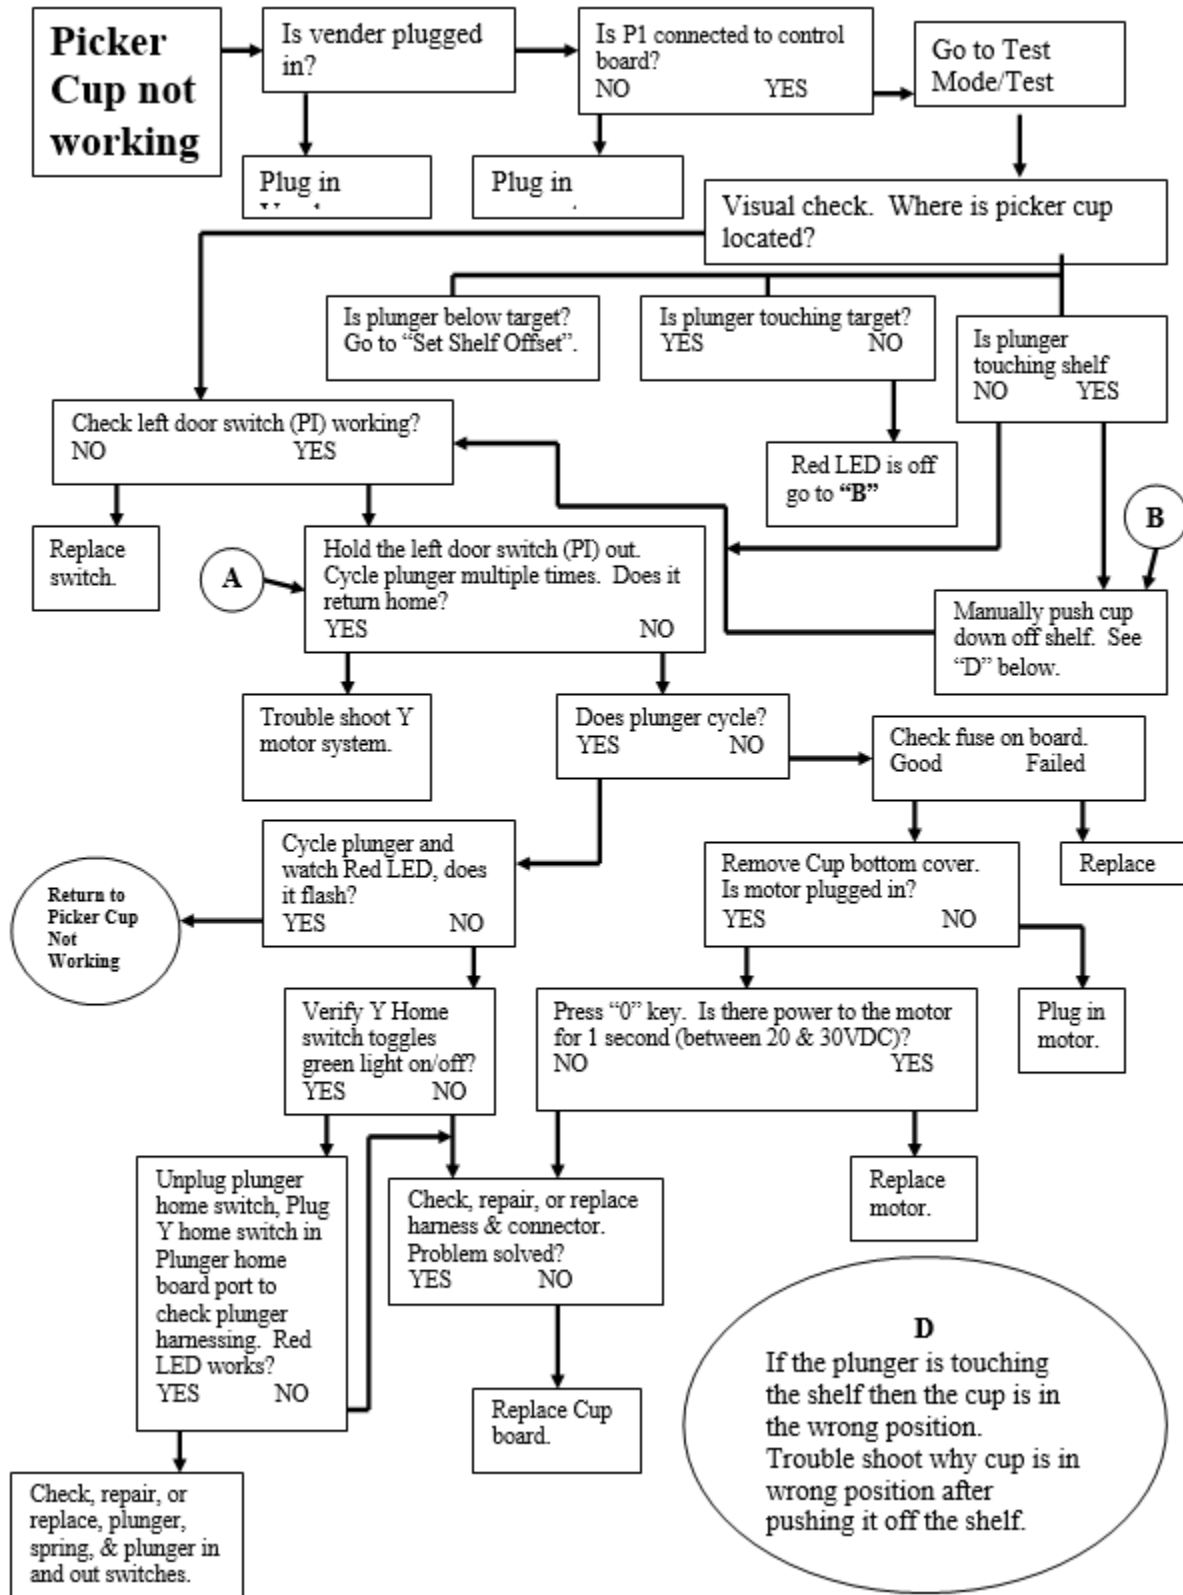 Picker
Cup not
working
Is vender plugged
in?
Is P1 connected to control
board?
NO YES
Go to Test
Mode/Test
Plug in
Plug in
Visual check.  Where is picker cup
located?
Is plunger below target?
Go to “Set Shelf Offset”.
Is plunger touching target?
YES NO
Is plunger
touching shelf
NO YES
Check left door switch (PI) working?
NO YES
Red LED is off
go to “B”
B
Replace
switch.
A
Hold the left door switch (PI) out.
Cycle plunger multiple times.  Does it
return home?
YES NO
Manually push cup
down off shelf.  See
“D” below.
Trouble shoot Y
motor system.
Does plunger cycle?
YES NO
Check fuse on board.
Good Failed
Cycle plunger and
watch Red LED, does
it flash?
YES NO
Remove Cup bottom cover.
Is motor plugged in?
YES NO
Replace
Return to
Picker Cup
Not
Working
Verify Y Home
switch toggles
green light on/off?
YES NO
Press “0” key.  Is there power to the motor
for 1 second (between 20 & 30VDC)?
NO YES
Plug in
motor.
Unplug plunger
home switch, Plug
Y home switch in
Plunger home
board port to
check plunger
harnessing.  Red
LED works?
YES NO
Check, repair, or replace
harness & connector.
Problem solved?
YES NO
Replace
motor.
Replace Cup
board.
D
If the plunger is touching
the shelf then the cup is in
the wrong position.
Trouble shoot why cup is in
wrong position after
pushing it off the shelf.
Check, repair, or
replace, plunger,
spring, & plunger in
and out switches.